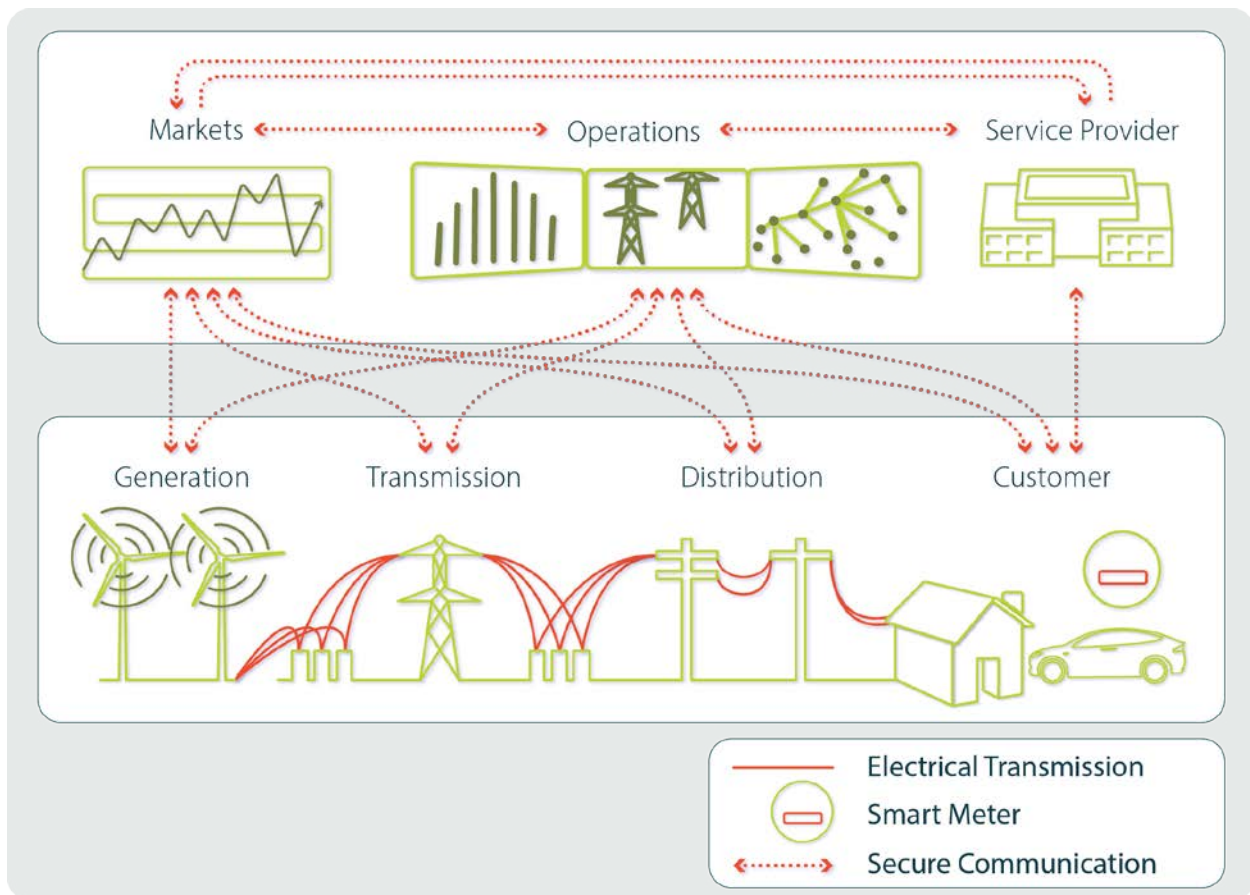 Markets
Operations
Service Provider
Generation
Transmission
Distribution
Customer
Electrical Transmission
Smart Meter
Secure Communication